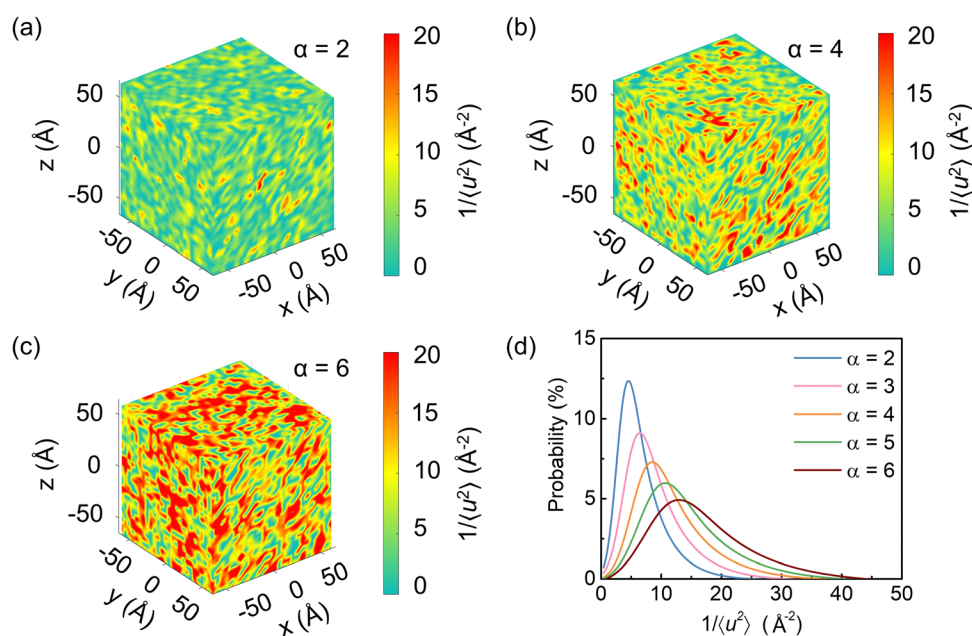 (a)
α = 2
20
15
10
5
0
1/⟨u²⟩ (Å⁻²)
z (Å)
50
0
-50
-50
0
50
y (Å)
-50
0
50
x (Å)
(b)
α = 4
20
15
10
5
0
1/⟨u²⟩ (Å⁻²)
z (Å)
50
0
-50
-50
0
50
y (Å)
-50
0
50
x (Å)
(c)
α = 6
20
15
10
5
0
1/⟨u²⟩ (Å⁻²)
z (Å)
50
0
-50
-50
0
50
y (Å)
-50
0
50
x (Å)
(d)
15
10
5
0
Probability (%)
α = 2
α = 3
α = 4
α = 5
α = 6
0
10
20
30
40
50
1/⟨u²⟩ (Å⁻²)